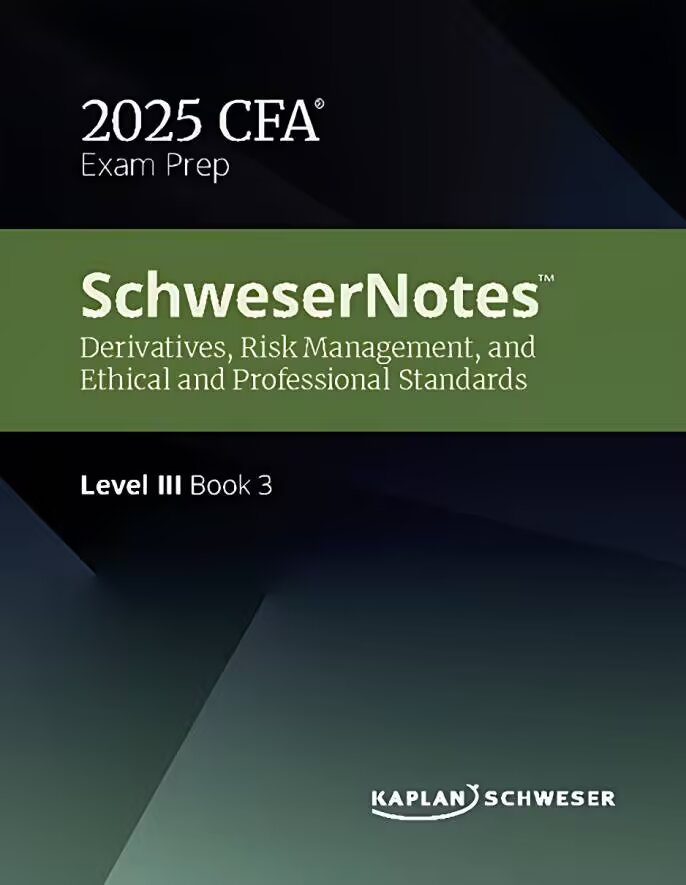 2025 CFA®
Exam Prep
SchweserNotes™
Derivatives, Risk Management, and
Ethical and Professional Standards
Level III Book 3
KAPLAN SCHWESER